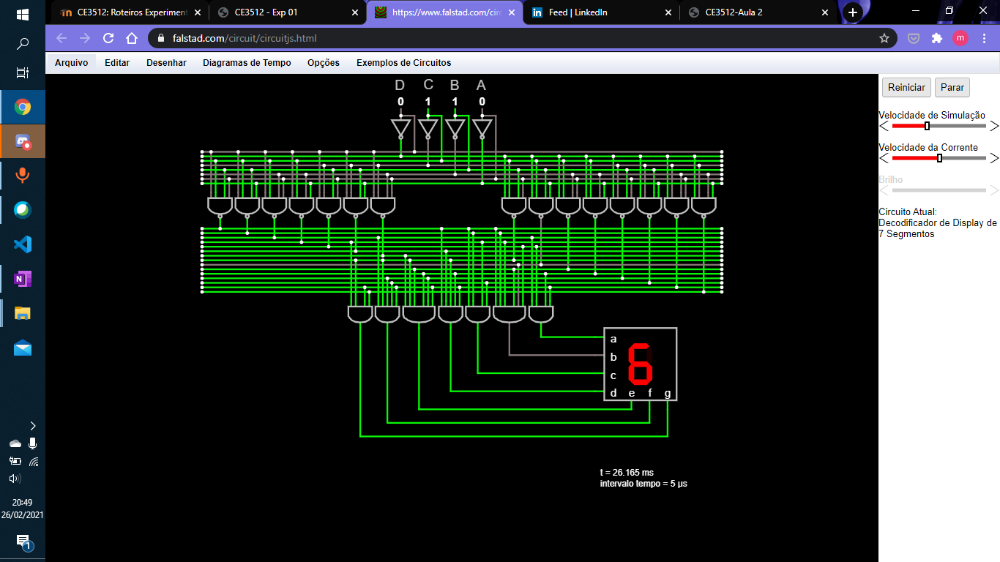 CE3512: Roteiros Experiment
CE3512 - Exp 01
https://www.falstad.com/circ
Feed | LinkedIn
CE3512-Aula 2
falstad.com/circuit/circuitjs.html
m
Arquivo Editar Desenhar Diagramas de Tempo Opções Exemplos de Circuitos
D C B A
0 1 1 0
a
b
c
d e f g
6
t = 26.165 ms
intervalo tempo = 5 μs
Reiniciar Parar
Velocidade de Simulação
Velocidade da Corrente
Brilho
Circuito Atual:
Decodificador de Display de
7 Segmentos
N
20:49
26/02/2021
1